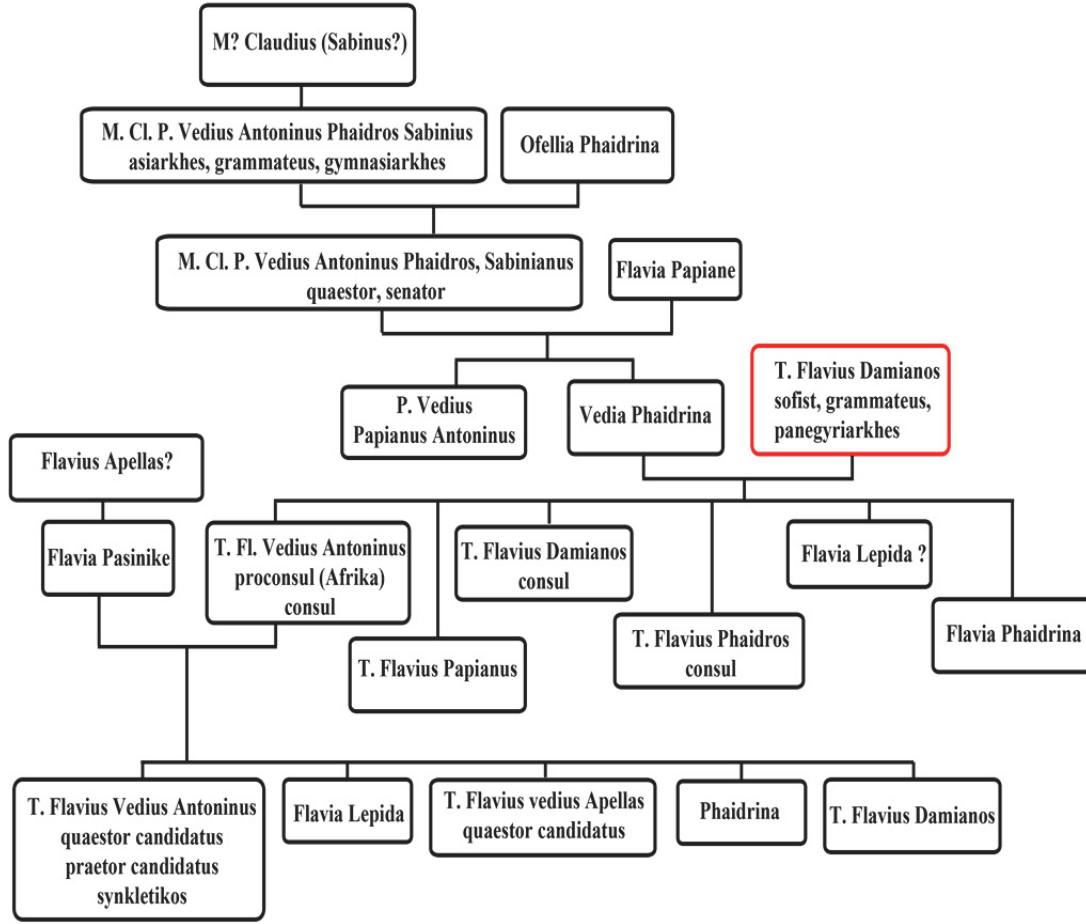 M? Claudius (Sabinus?)
M. Cl. P. Vedius Antoninus Phaidros Sabinius
asiarkhes, grammateus, gymnasiarkhes
Ofellia Phaidrina
M. Cl. P. Vedius Antoninus Phaidros, Sabinianus
quaestor, senator
Flavia Papiane
P. Vedius
Papianus Antoninus
Vedia Phaidrina
T. Flavius Damianos
sofist, grammateus,
panegyriarkhes
Flavius Apellas?
Flavia Pasinike
T. Fl. Vedius Antoninus
proconsul (Afrika)
consul
T. Flavius Papianus
T. Flavius Damianos
consul
T. Flavius Phaidros
consul
Flavia Lepida ?
Flavia Phaidrina
T. Flavius Vedius Antoninus
quaestor candidatus
praetor candidatus
synkletikos
Flavia Lepida
T. Flavius vedius Apellas
quaestor candidatus
Phaidrina
T. Flavius Damianos